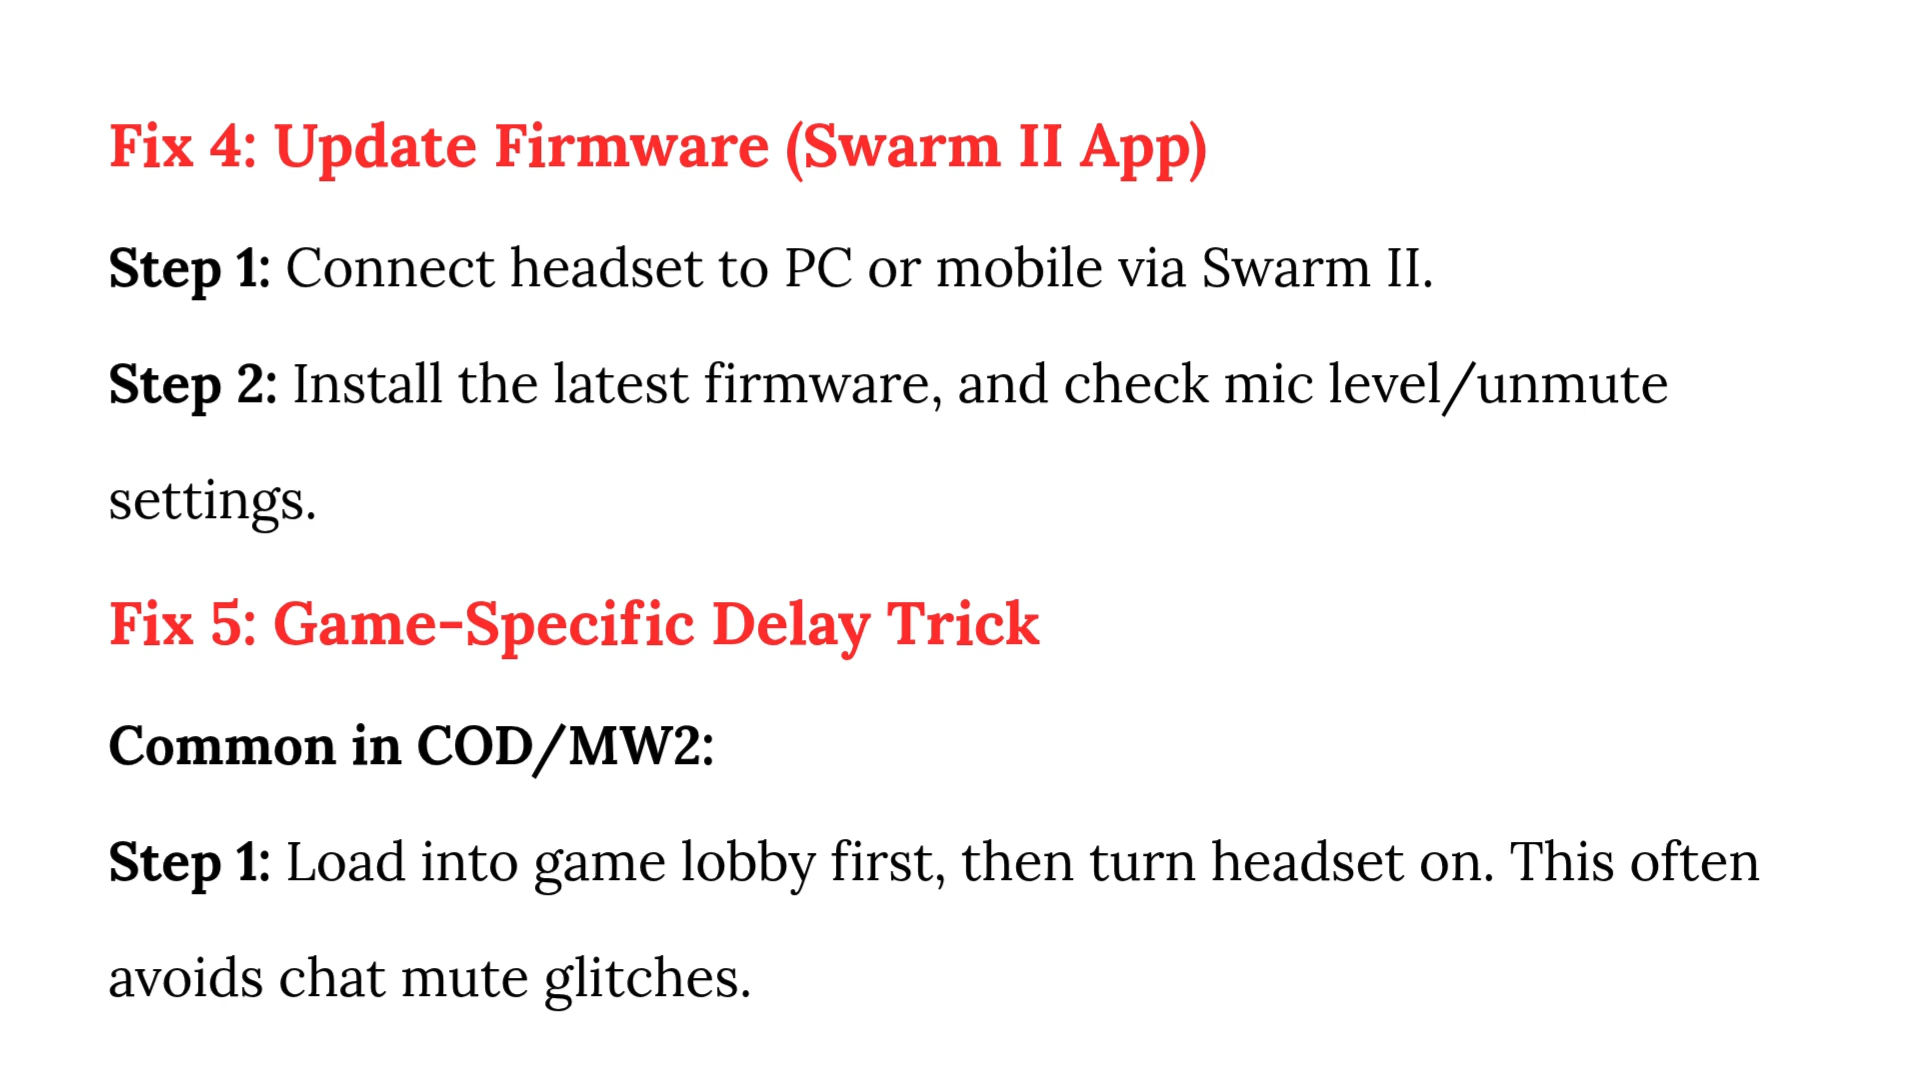 Fix 4: Update Firmware (Swarm II App)
Step 1: Connect headset to PC or mobile via Swarm II.
Step 2: Install the latest firmware, and check mic level/unmute
settings.
Fix 5: Game-Specific Delay Trick
Common in COD/MW2:
Step 1: Load into game lobby first, then turn headset on. This often
avoids chat mute glitches.